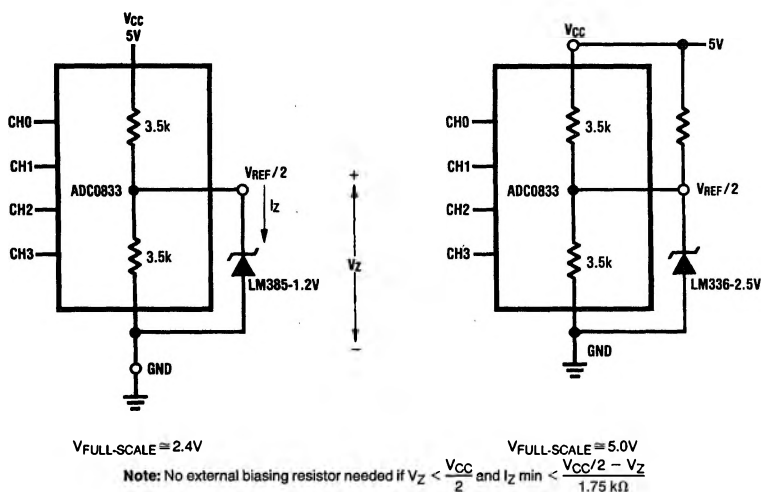 VCC
5V
CH0
CH1
CH2
CH3
3.5k
ADC0833
3.5k
VREF/2
IZ
LM385-1.2V
GND
+
VZ
−
VCC
5V
CH0
CH1
CH2
CH3
3.5k
ADC0833
3.5k
VREF/2
LM336-2.5V
GND
VFULL-SCALE ≅ 2.4V
VFULL-SCALE ≅ 5.0V
Note: No external biasing resistor needed if VZ < VCC/2 and IZ min < (VCC/2 − VZ)/1.75 kΩ